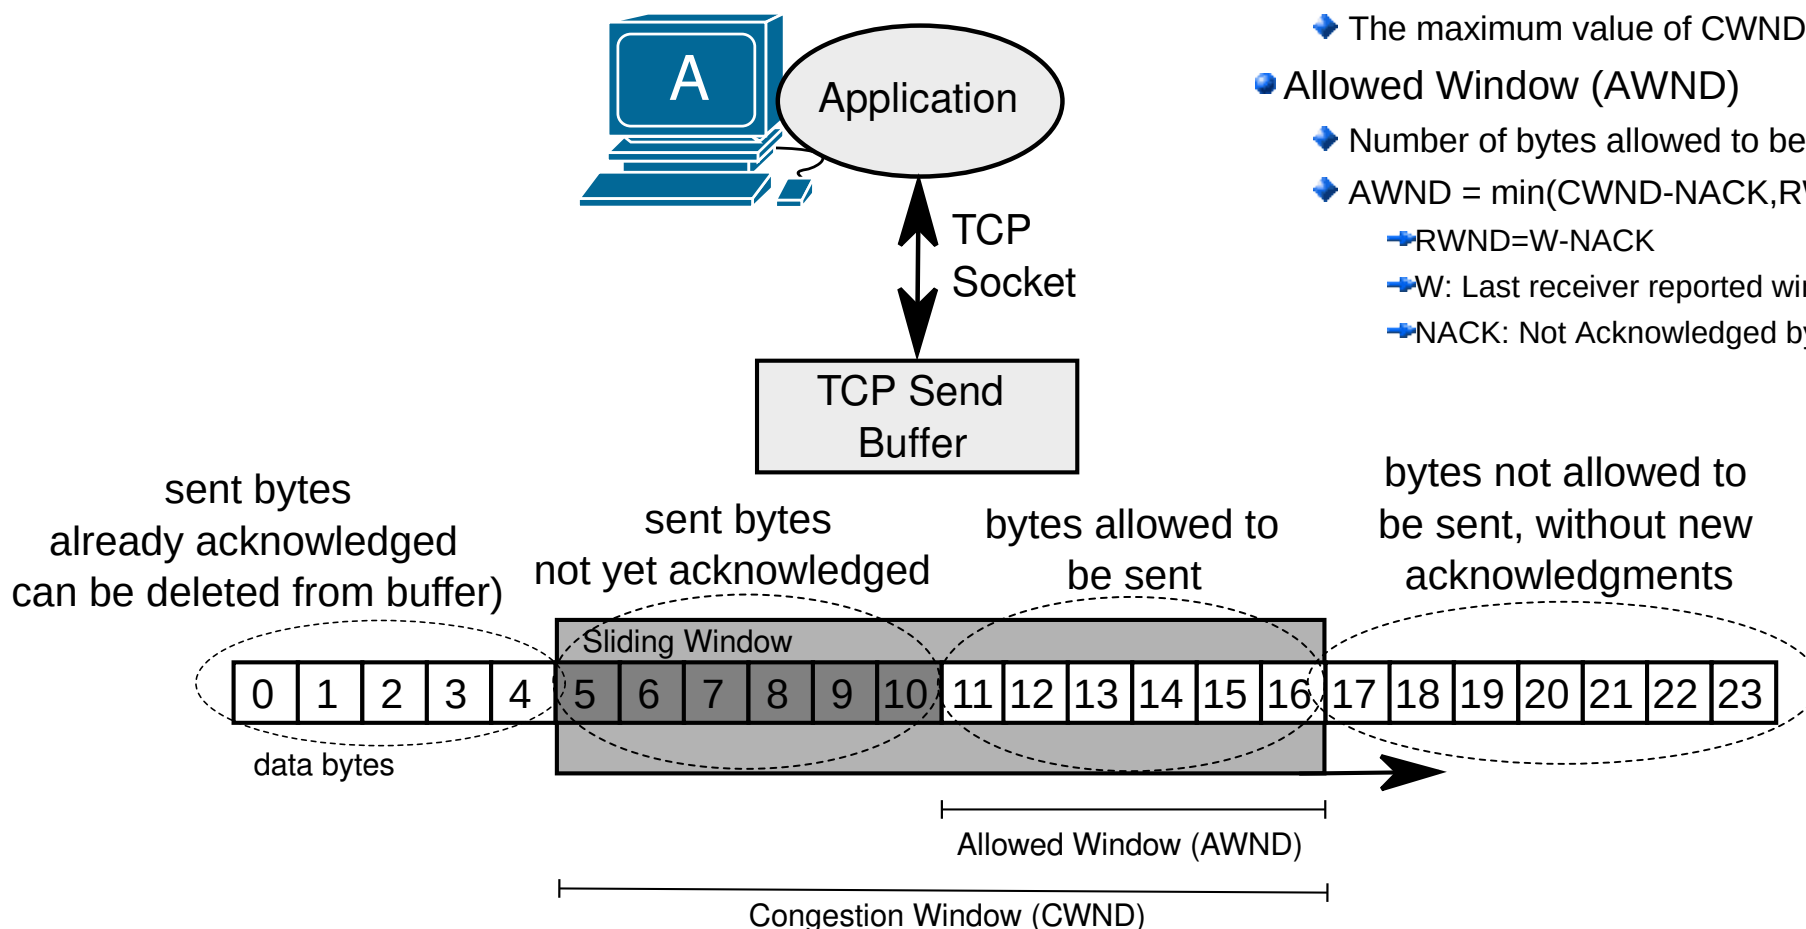 The maximum value of CWND
Allowed Window (AWND)
Number of bytes allowed to be
AWND = min(CWND-NACK,
RWND=W-NACK
W: Last receiver reported
NACK: Not Acknowledged
A
Application
TCP
Socket
TCP Send
Buffer
sent bytes
already acknowledged
can be deleted from buffer)
sent bytes
not yet acknowledged
bytes allowed to
be sent
bytes not allowed to
be sent, without new
acknowledgments
Sliding Window
0 1 2 3 4 5 6 7 8 9 10 11 12 13 14 15 16 17 18 19 20 21 22 23
data bytes
Allowed Window (AWND)
Congestion Window (CWND)